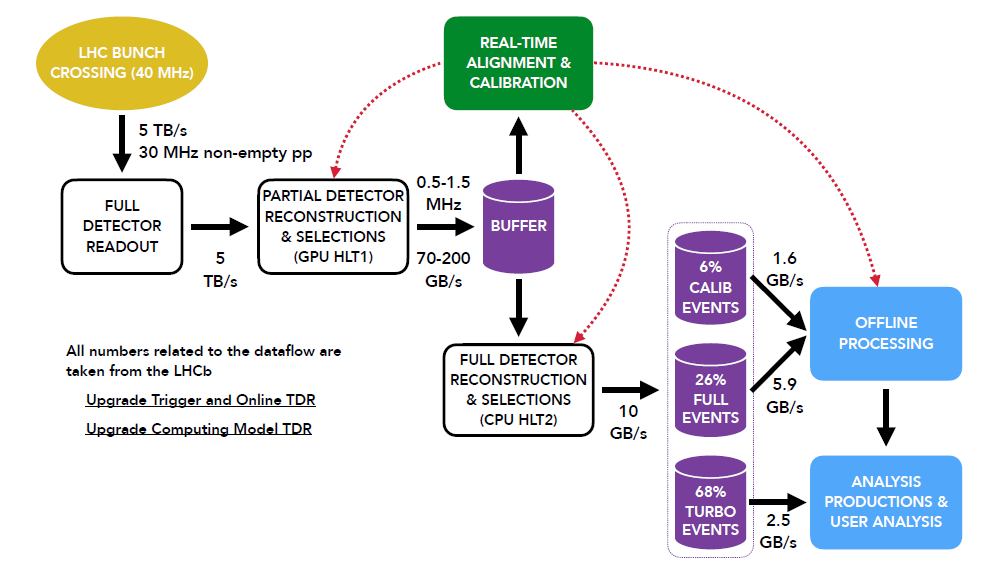 LHC BUNCH
CROSSING (40 MHz)
5 TB/s
30 MHz non-empty pp
FULL
DETECTOR
READOUT
5
TB/s
PARTIAL DETECTOR
RECONSTRUCTION
& SELECTIONS
(GPU HLT1)
0.5-1.5
MHz
70-200
GB/s
REAL-TIME
ALIGNMENT &
CALIBRATION
BUFFER
FULL DETECTOR
RECONSTRUCTION
& SELECTIONS
(CPU HLT2)
10
GB/s
6%
CALIB
EVENTS
26%
FULL
EVENTS
68%
TURBO
EVENTS
1.6
GB/s
5.9
GB/s
2.5
GB/s
OFFLINE
PROCESSING
ANALYSIS
PRODUCTIONS &
USER ANALYSIS
All numbers related to the dataflow are
taken from the LHCb
Upgrade Trigger and Online TDR
Upgrade Computing Model TDR